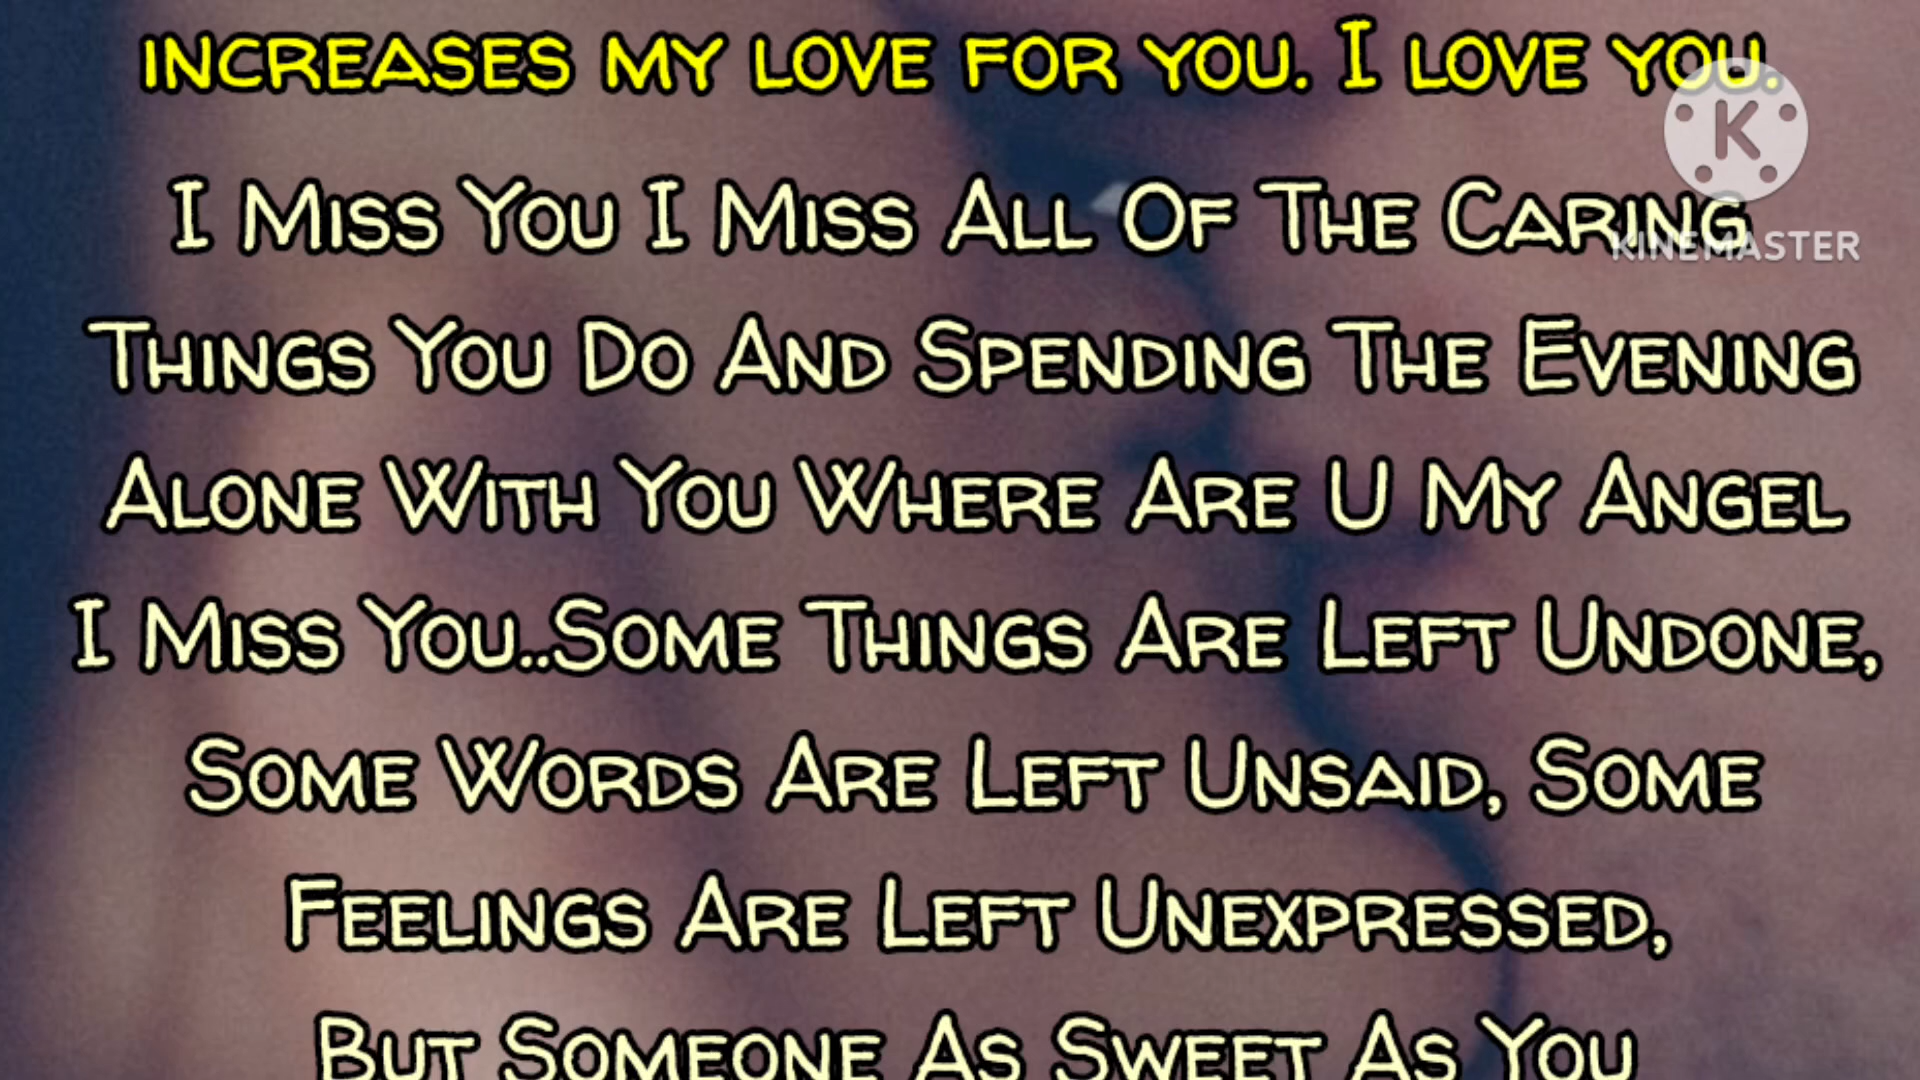 INCREASES MY LOVE FOR YOU. I LOVE YOU.
I MISS YOU I MISS ALL OF THE CARING
THINGS YOU DO AND SPENDING THE EVENING
ALONE WITH YOU WHERE ARE U MY ANGEL
I MISS YOU..SOME THINGS ARE LEFT UNDONE,
SOME WORDS ARE LEFT UNSAID, SOME
FEELINGS ARE LEFT UNEXPRESSED,
BUT SOMEONE AS SWEET AS YOU
K
KINEMASTER